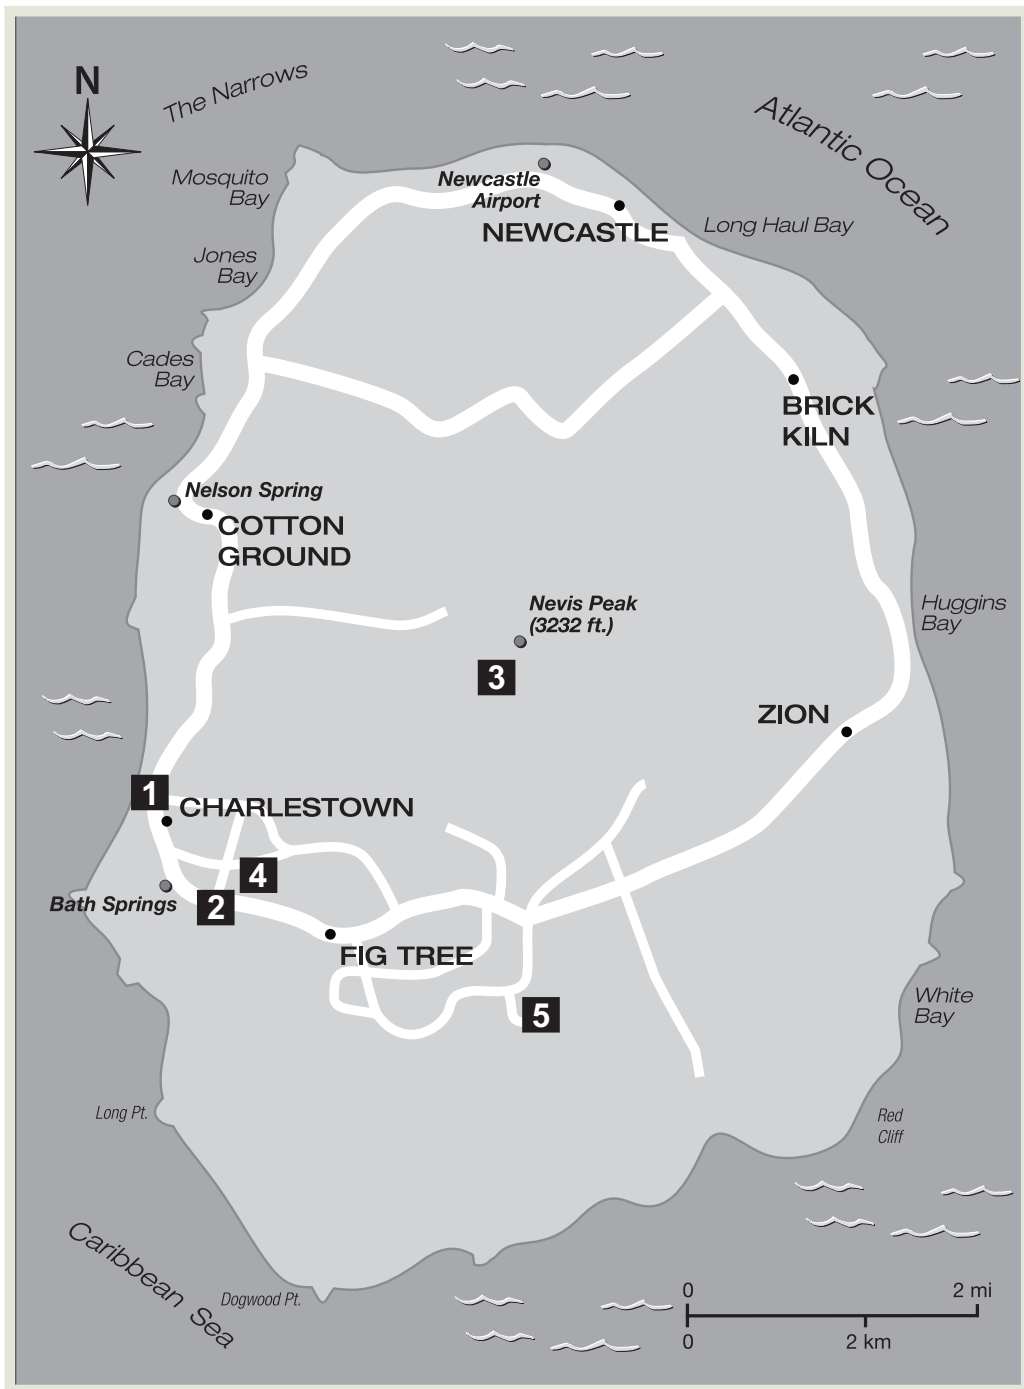 N
The Narrows
Atlantic Ocean
Mosquito
Bay
Newcastle
Airport
NEWCASTLE
Long Haul Bay
Jones
Bay
Cades
Bay
BRICK
KILN
Nelson Spring
COTTON
GROUND
Nevis Peak
(3232 ft.)
Huggins
Bay
3
ZION
1
CHARLESTOWN
4
Bath Springs
2
FIG TREE
White
Bay
5
Long Pt.
Red
Cliff
Caribbean Sea
Dogwood Pt.
0
2 mi
0
2 km